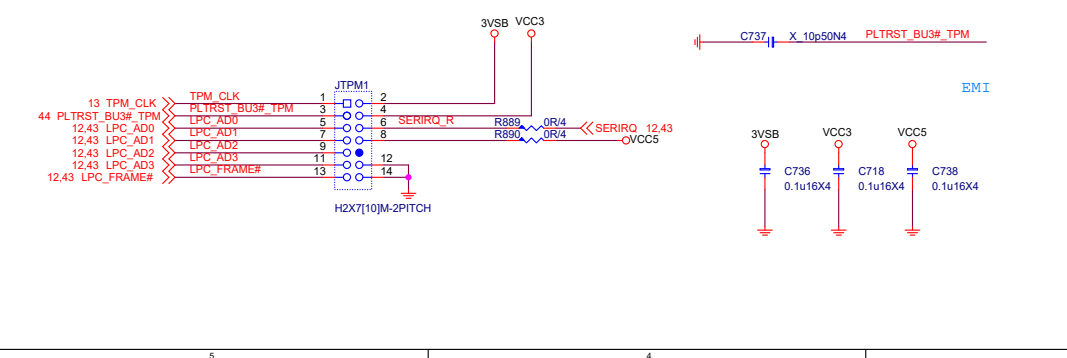 3VSB VCC3
C737 X_10p50N4 PLTRST_BU3#_TPM
EMI
JTPM1
13 TPM_CLK TPM_CLK 1 2
44 PLTRST_BU3#_TPM PLTRST_BU3#_TPM 3 4
12,43 LPC_AD0 LPC_AD0 5 6 SERIRQ_R R889 0R/4 SERIRQ 12,43
12,43 LPC_AD1 LPC_AD1 7 8 R890 0R/4 VCC5
12,43 LPC_AD2 LPC_AD2 9
12,43 LPC_AD3 LPC_AD3 11 12
12,43 LPC_FRAME# LPC_FRAME# 13 14
H2X7[10]M-2PITCH
3VSB VCC3 VCC5
C736 C718 C738
0.1u16X4 0.1u16X4 0.1u16X4
5 4